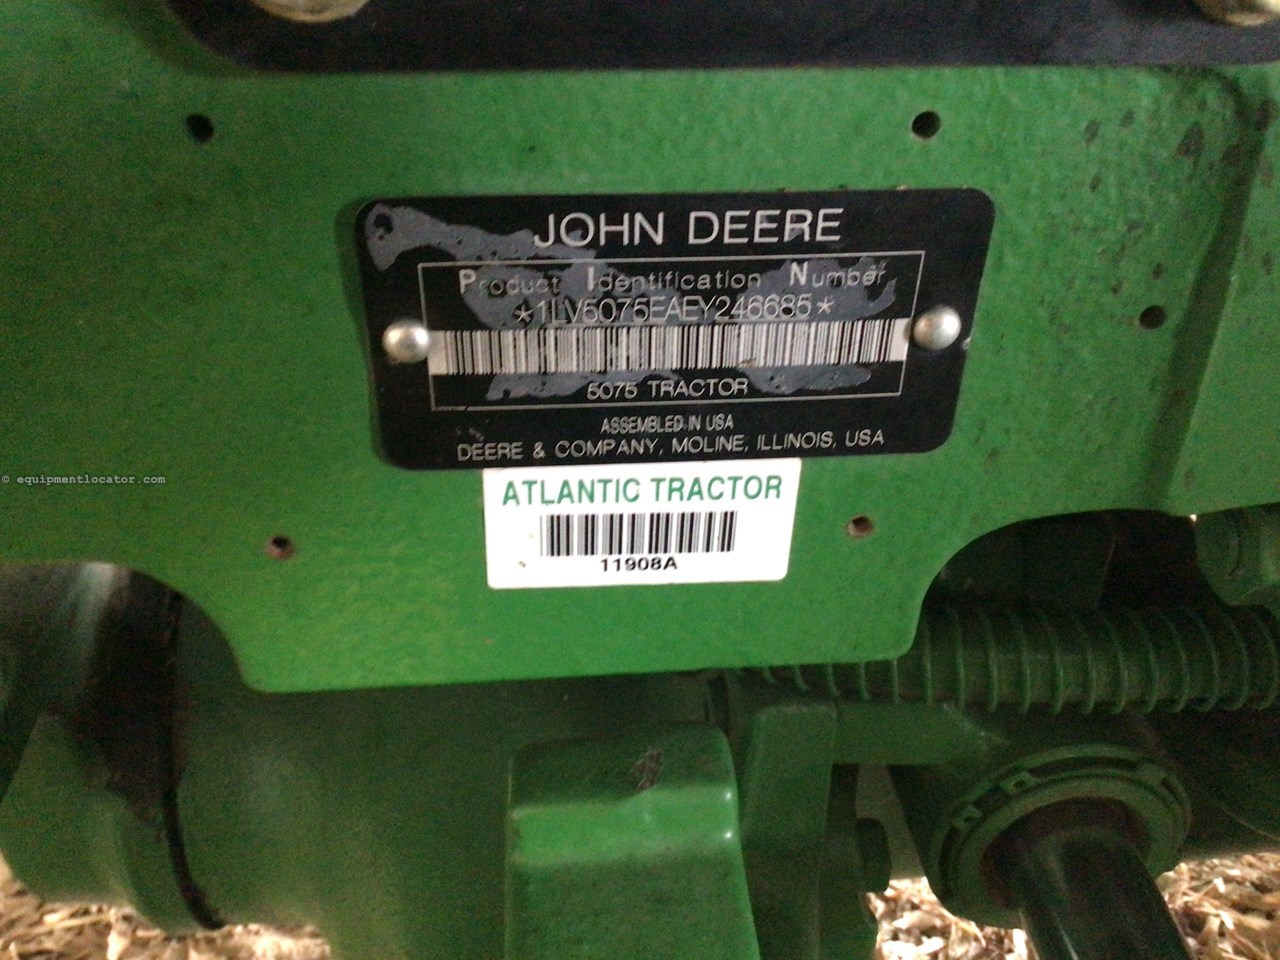 JOHN DEERE
Product Identification Number
*1LV5075EAEY246685*
5075 TRACTOR
ASSEMBLED IN USA
DEERE & COMPANY, MOLINE, ILLINOIS, USA
ATLANTIC TRACTOR
11908A
© equipmentlocator.com